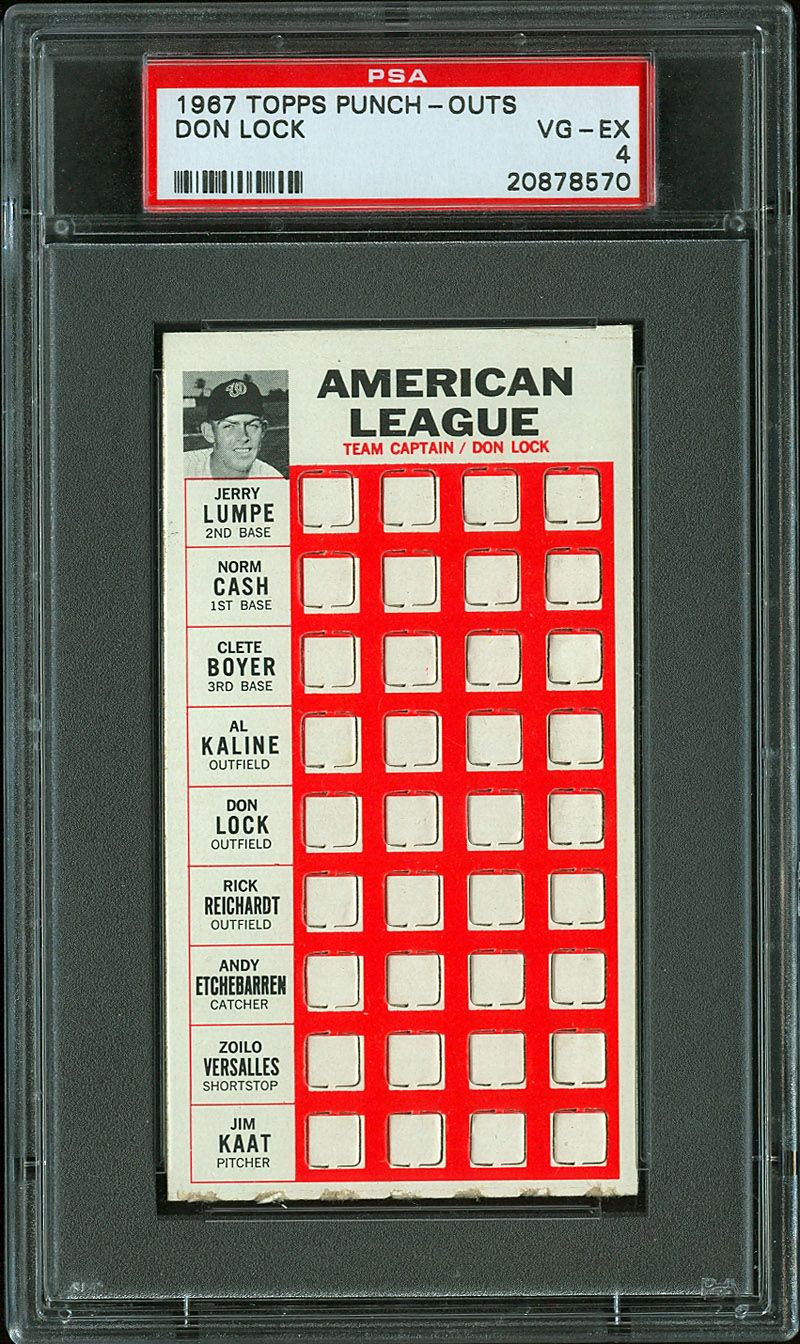 PSA
1967 TOPPS PUNCH-OUTS
DON LOCK VG-EX
4
20878570
AMERICAN
LEAGUE
TEAM CAPTAIN / DON LOCK
JERRY
LUMPE
2ND BASE
NORM
CASH
1ST BASE
CLETE
BOYER
3RD BASE
AL
KALINE
OUTFIELD
DON
LOCK
OUTFIELD
RICK
REICHARDT
OUTFIELD
ANDY
ETCHEBARREN
CATCHER
ZOILO
VERSALLES
SHORTSTOP
JIM
KAAT
PITCHER